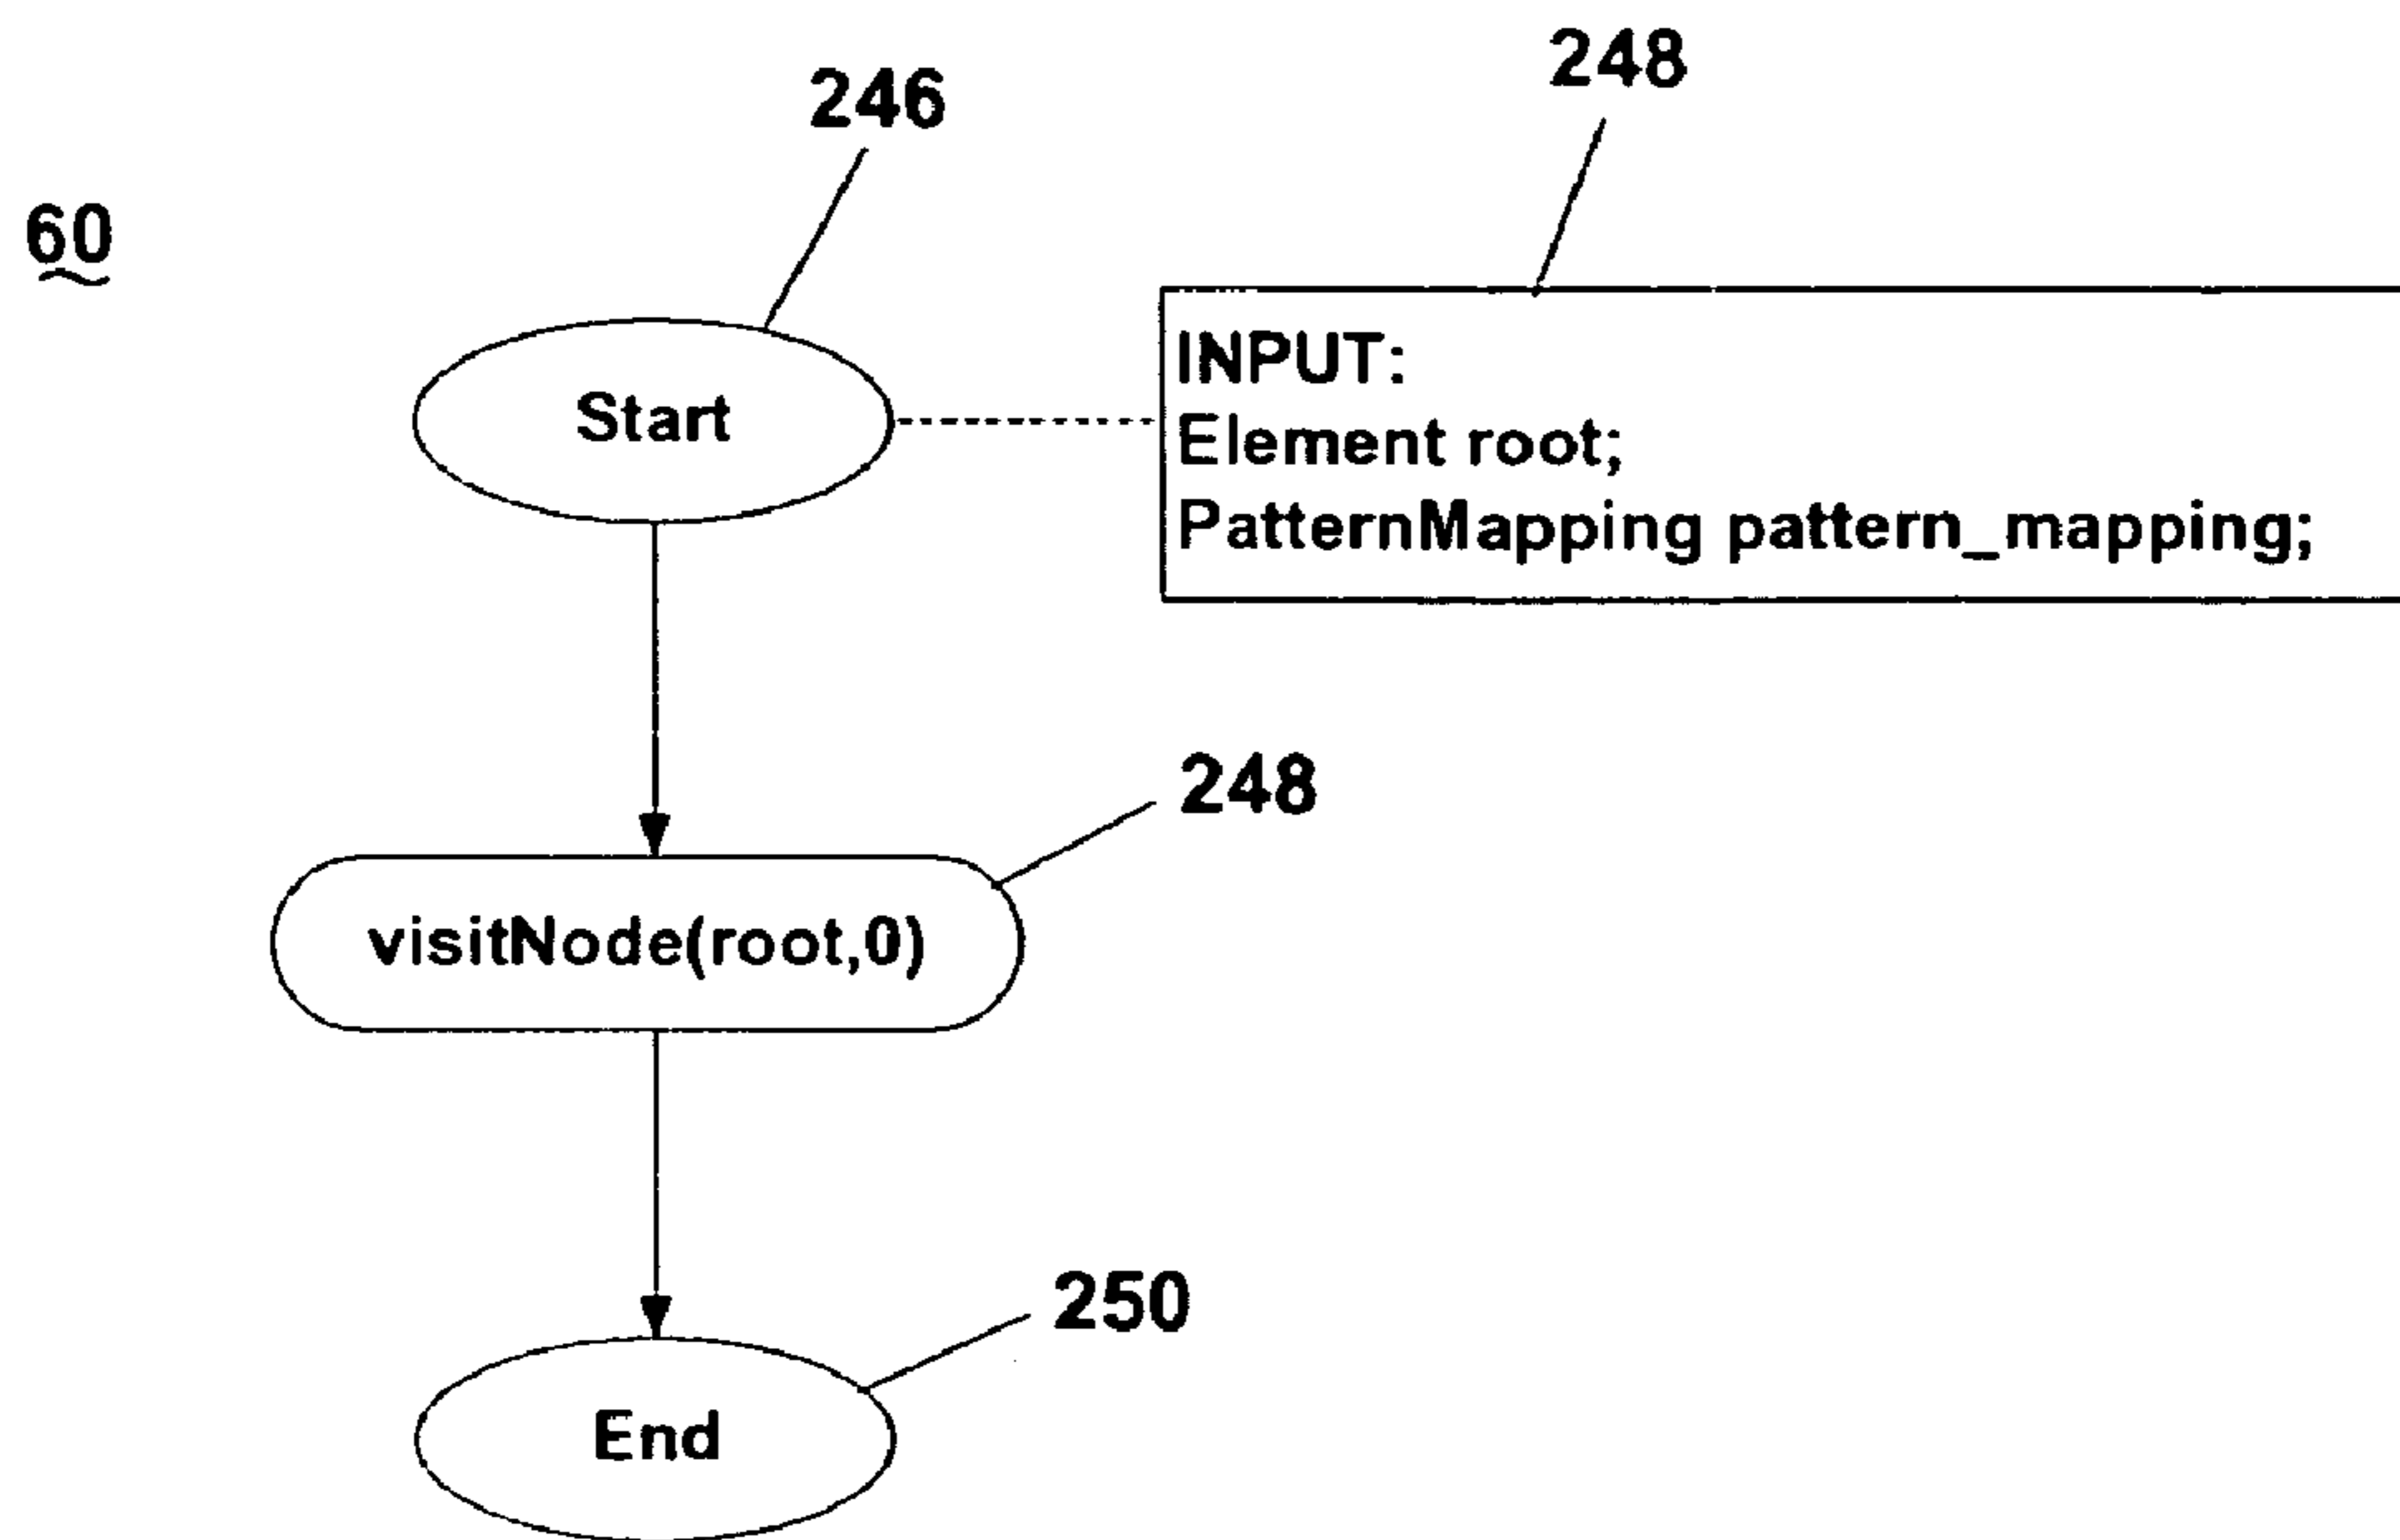 248
246
60
INPUT:
Element root;
PatternMapping pattern_mapping;
Start
248
visitNode(root,0)
250
End